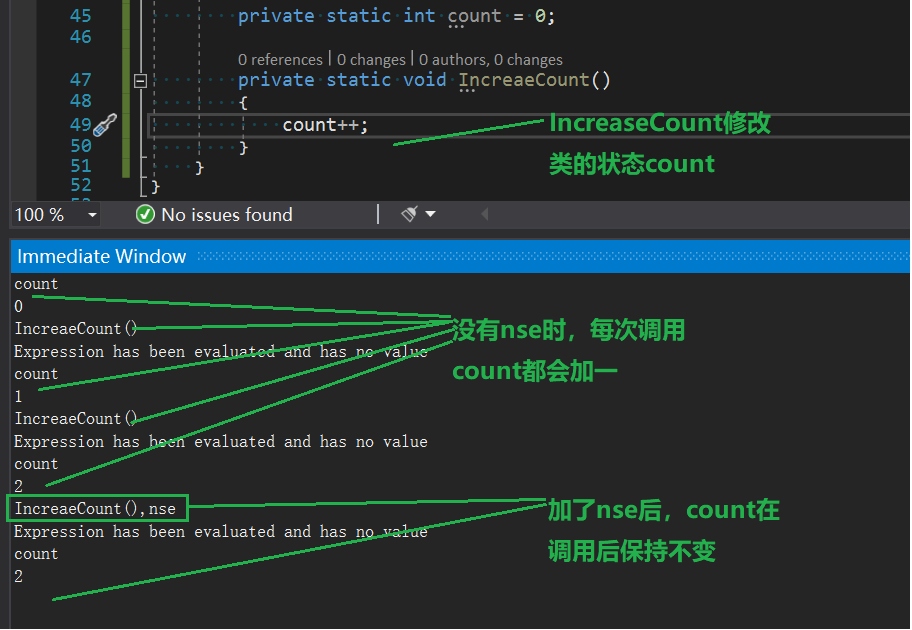 45 private static int count = 0;
46
0 references | 0 changes | 0 authors, 0 changes
47 private static void IncreaeCount()
48 {
49 count++;
IncreaseCount修改
类的状态count
50 }
51 }
52 }
100 % No issues found
Immediate Window
count
0
IncreaeCount()
Expression has been evaluated and has no value
count
1
IncreaeCount()
Expression has been evaluated and has no value
count
2
没有nse时，每次调用
count都会加一
IncreaeCount(),nse
Expression has been evaluated and has no value
count
2
加了nse后，count在
调用后保持不变